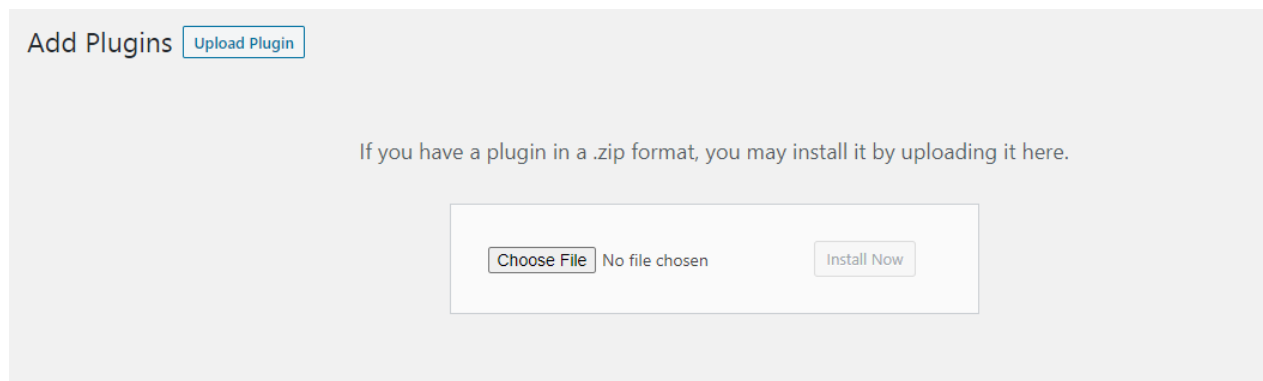 Add Plugins Upload Plugin
If you have a plugin in a .zip format, you may install it by uploading it here.
Choose File No file chosen Install Now